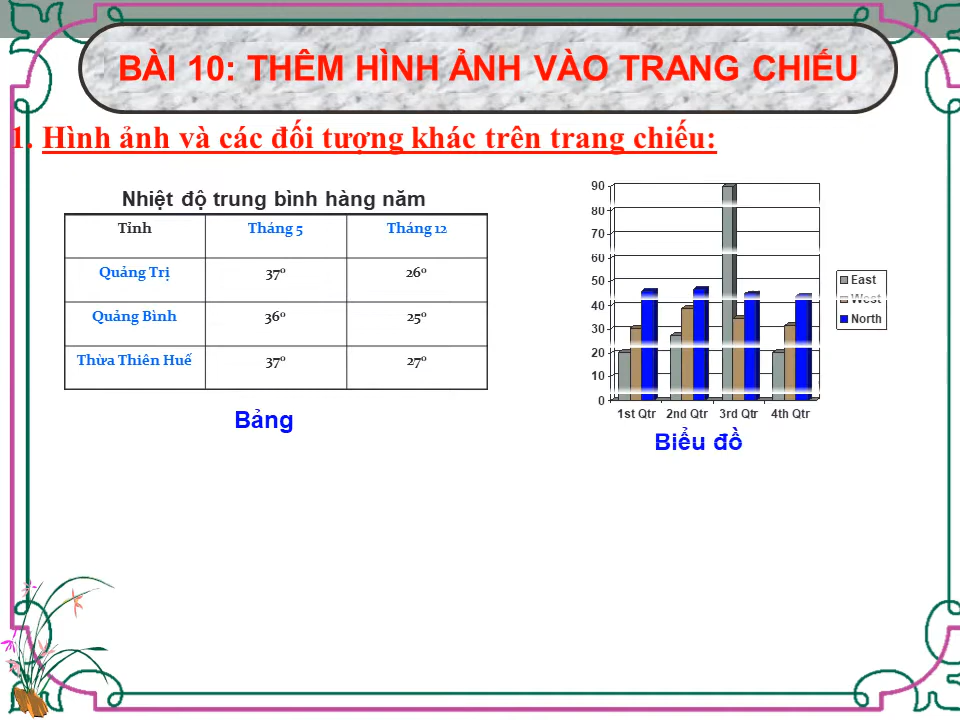 BÀI 10: THÊM HÌNH ẢNH VÀO TRANG CHIẾU
1. Hình ảnh và các đối tượng khác trên trang chiếu:
Nhiệt độ trung bình hàng năm
Tỉnh Tháng 5 Tháng 12
Quảng Trị 37º 26º
Quảng Bình 36º 25º
Thừa Thiên Huế 37º 27º
Bảng
90
80
70
60
50
40
30
20
10
0
1st Qtr 2nd Qtr 3rd Qtr 4th Qtr
East
West
North
Biểu đồ